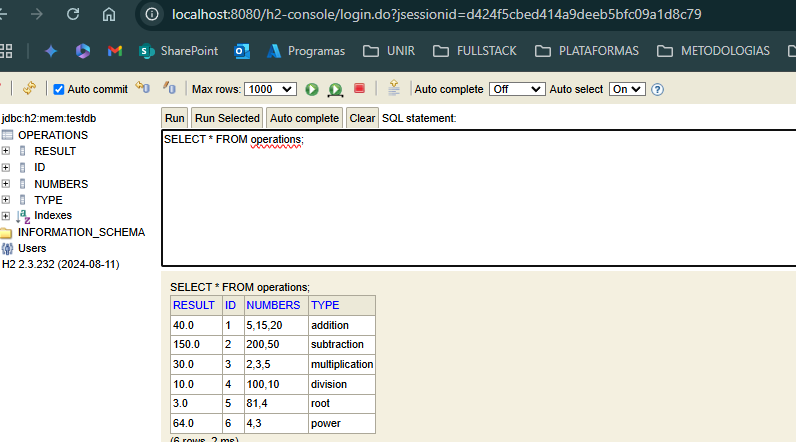 localhost:8080/h2-console/login.do?jsessionid=d424f5cbed414a9deeb5bfc09a1d8c79
SharePoint Programas UNIR FULLSTACK PLATAFORMAS METODOLOGIAS
Auto commit Max rows: 1000 Auto complete Off Auto select On
jdbc:h2:mem:testdb
OPERATIONS
RESULT
ID
NUMBERS
TYPE
Indexes
INFORMATION_SCHEMA
Users
H2 2.3.232 (2024-08-11)
Run Run Selected Auto complete Clear SQL statement:
SELECT * FROM operations;
SELECT * FROM operations;
RESULT ID NUMBERS TYPE
40.0 1 5,15,20 addition
150.0 2 200,50 subtraction
30.0 3 2,3,5 multiplication
10.0 4 100,10 division
3.0 5 81,4 root
64.0 6 4,3 power
(6 rows, 2 ms)